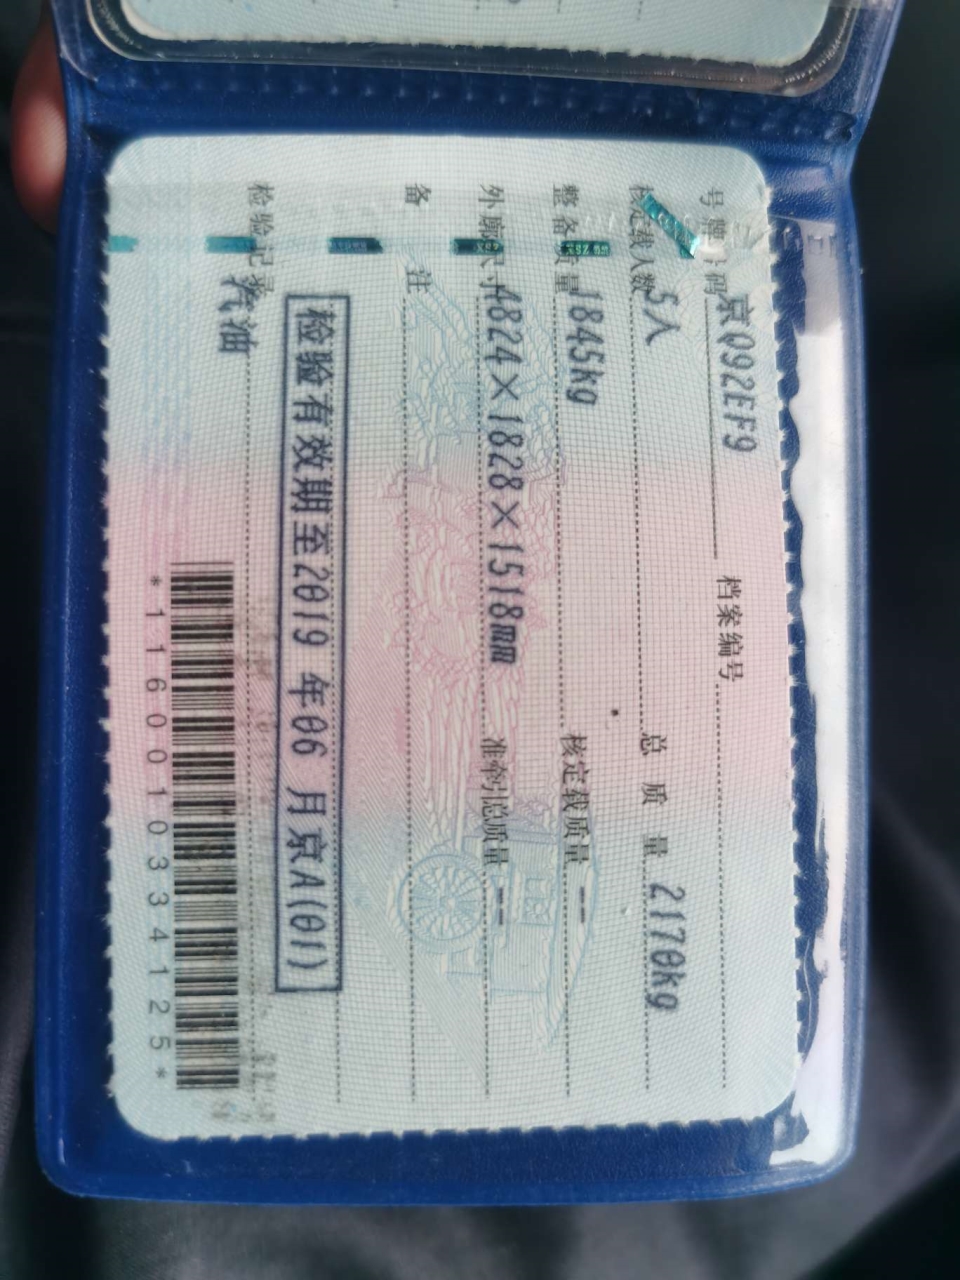 号牌号码 京Q92EF9 档案编号
核定载人数 5人 总质量 2170kg
整备质量 1845kg 核定载质量 --
外廓尺寸 4824×1828×1518mm 准牵引总质量 --
备注
检验有效期至2019年06月京A(01)
检验记录 汽油
*1160010334125*